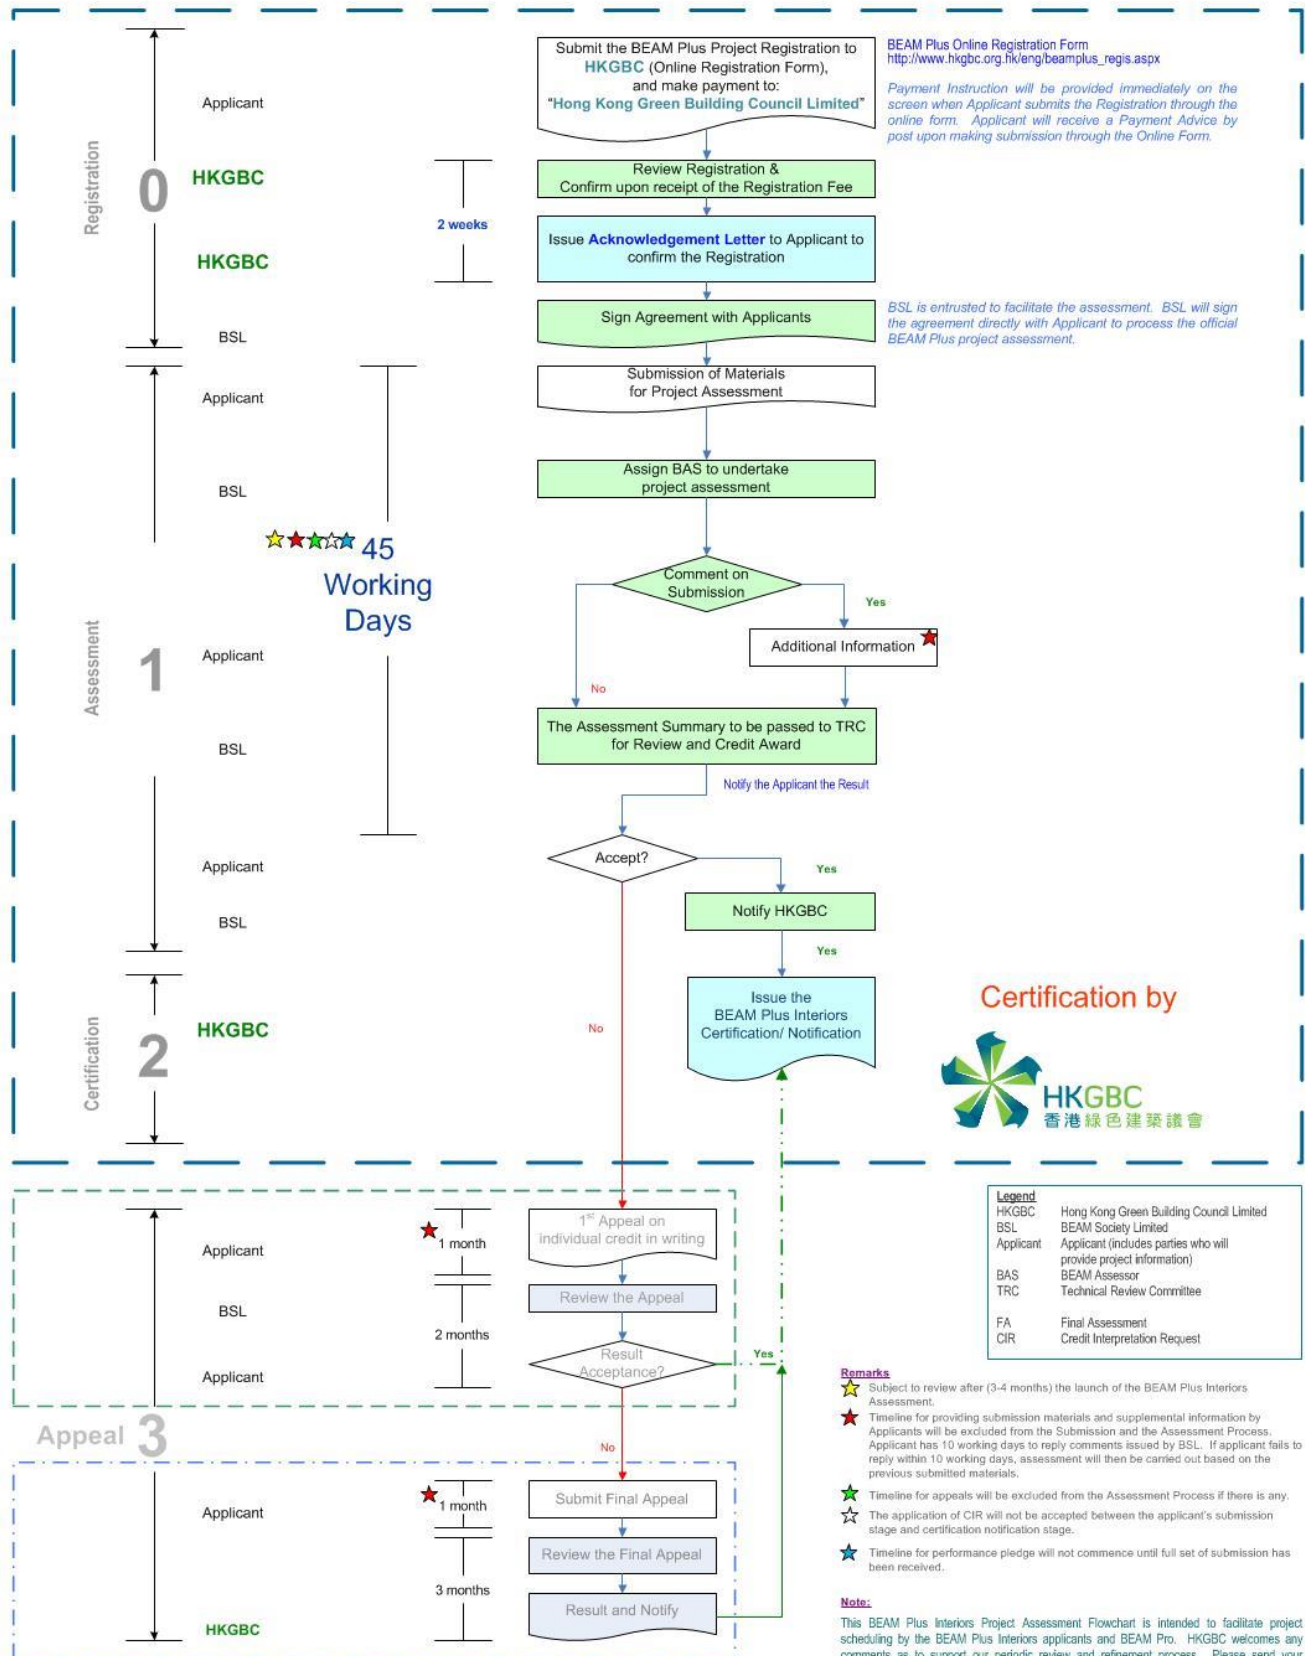 Submit the BEAM Plus Project Registration to
HKGBC (Online Registration Form),
and make payment to:
“Hong Kong Green Building Council Limited”
BEAM Plus Online Registration Form
http://www.hkgbc.org.hk/eng/beamplus_regis.aspx
Payment Instruction will be provided immediately on the
screen when Applicant submits the Registration through the
online form. Applicant will receive a Payment Advice by
post upon making submission through the Online Form.
Registration
0
Applicant
HKGBC
HKGBC
BSL
2 weeks
Review Registration &
Confirm upon receipt of the Registration Fee
Issue Acknowledgement Letter to Applicant to
confirm the Registration
Sign Agreement with Applicants
BSL is entrusted to facilitate the assessment. BSL will sign
the agreement directly with Applicant to process the official
BEAM Plus project assessment.
Assessment
1
Applicant
BSL
Applicant
BSL
Applicant
BSL
45
Working
Days
Submission of Materials
for Project Assessment
Assign BAS to undertake
project assessment
Comment on
Submission
Yes
Additional Information
No
The Assessment Summary to be passed to TRC
for Review and Credit Award
Notify the Applicant the Result
Accept?
Yes
Notify HKGBC
Yes
Certification
2
HKGBC
Issue the
BEAM Plus Interiors
Certification/ Notification
No
Certification by
HKGBC
香港綠色建築議會
Appeal 3
Applicant
BSL
Applicant
1 month
2 months
1st Appeal on
individual credit in writing
Review the Appeal
Result
Acceptance?
Yes
No
Applicant
HKGBC
1 month
3 months
Submit Final Appeal
Review the Final Appeal
Result and Notify
Legend
HKGBC Hong Kong Green Building Council Limited
BSL BEAM Society Limited
Applicant Applicant (includes parties who will
provide project information)
BAS BEAM Assessor
TRC Technical Review Committee
FA Final Assessment
CIR Credit Interpretation Request
Remarks
Subject to review after (3-4 months) the launch of the BEAM Plus Interiors
Assessment.
Timeline for providing submission materials and supplemental information by
Applicants will be excluded from the Submission and the Assessment Process.
Applicant has 10 working days to reply comments issued by BSL. If applicant fails to
reply within 10 working days, assessment will then be carried out based on the
previous submitted materials.
Timeline for appeals will be excluded from the Assessment Process if there is any.
The application of CIR will not be accepted between the applicant's submission
stage and certification notification stage.
Timeline for performance pledge will not commence until full set of submission has
been received.
Note:
This BEAM Plus Interiors Project Assessment Flowchart is intended to facilitate project
scheduling by the BEAM Plus Interiors applicants and BEAM Pro. HKGBC welcomes any
comments as to support our periodic review and refinement process. Please send your